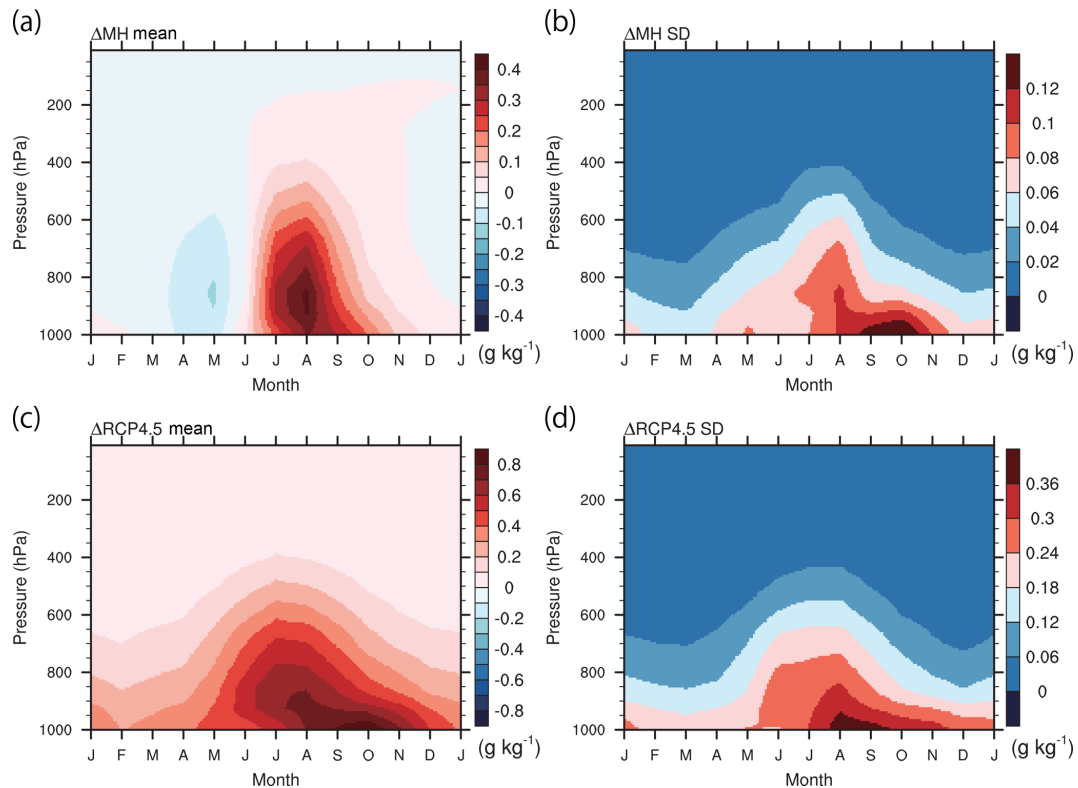 (a)
ΔMH mean
Pressure (hPa)
200
400
600
800
1000
J F M A M J J A S O N D J
Month
0.4
0.3
0.2
0.1
0
-0.1
-0.2
-0.3
-0.4
(g kg⁻¹)
(b)
ΔMH SD
Pressure (hPa)
200
400
600
800
1000
J F M A M J J A S O N D J
Month
0.12
0.1
0.08
0.06
0.04
0.02
0
(g kg⁻¹)
(c)
ΔRCP4.5 mean
Pressure (hPa)
200
400
600
800
1000
J F M A M J J A S O N D J
Month
0.8
0.6
0.4
0.2
0
-0.2
-0.4
-0.6
-0.8
(g kg⁻¹)
(d)
ΔRCP4.5 SD
Pressure (hPa)
200
400
600
800
1000
J F M A M J J A S O N D J
Month
0.36
0.3
0.24
0.18
0.12
0.06
0
(g kg⁻¹)